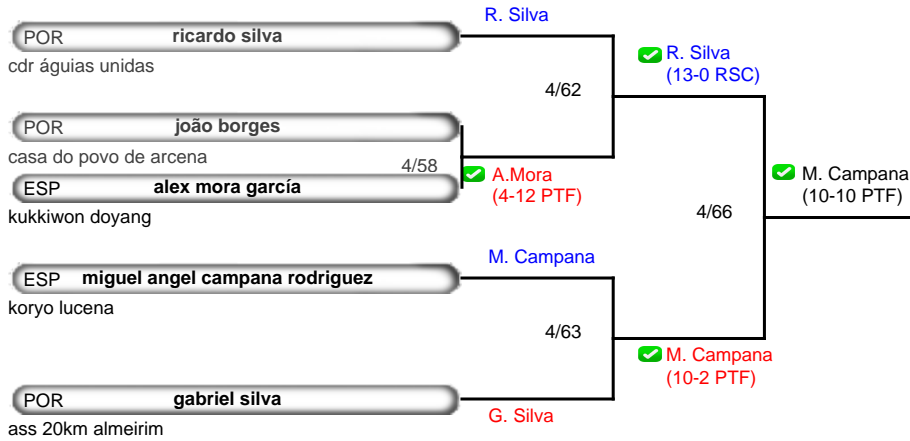 R. Silva
POR ricardo silva
cdr águias unidas
4/62
R. Silva
(13-0 RSC)
POR joão borges
casa do povo de arcena
4/58
ESP alex mora garcía
kukkiwon doyang
A.Mora
(4-12 PTF)
M. Campana
(10-10 PTF)
4/66
M. Campana
ESP miguel angel campana rodriguez
koryo lucena
4/63
M. Campana
(10-2 PTF)
POR gabriel silva
ass 20km almeirim
G. Silva